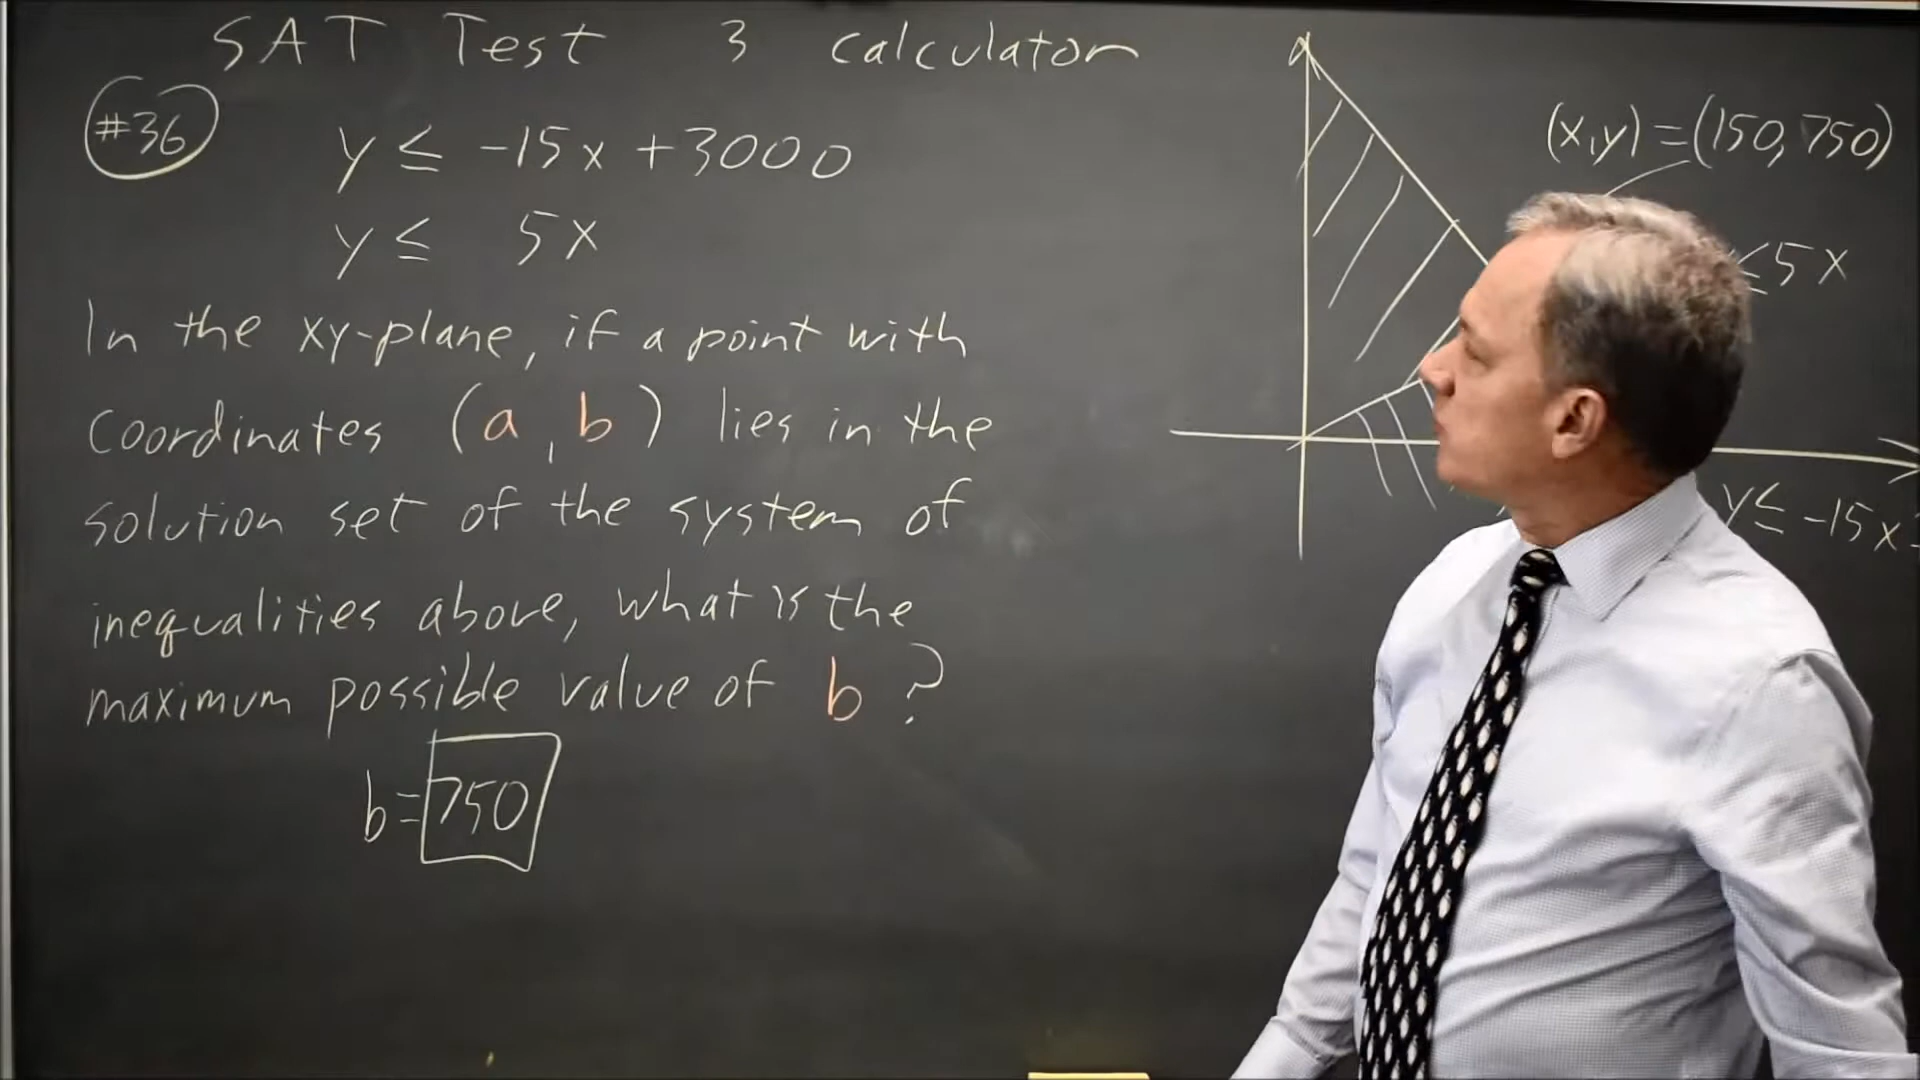 SAT Test 3 calculator
#36
y ≤ -15x +3000
y ≤ 5x
In the xy-plane, if a point with
coordinates (a, b) lies in the
solution set of the system of
inequalities above, what is the
maximum possible value of b ?
b=750
(x,y) = (150, 750)
≤5x
y ≤ -15x